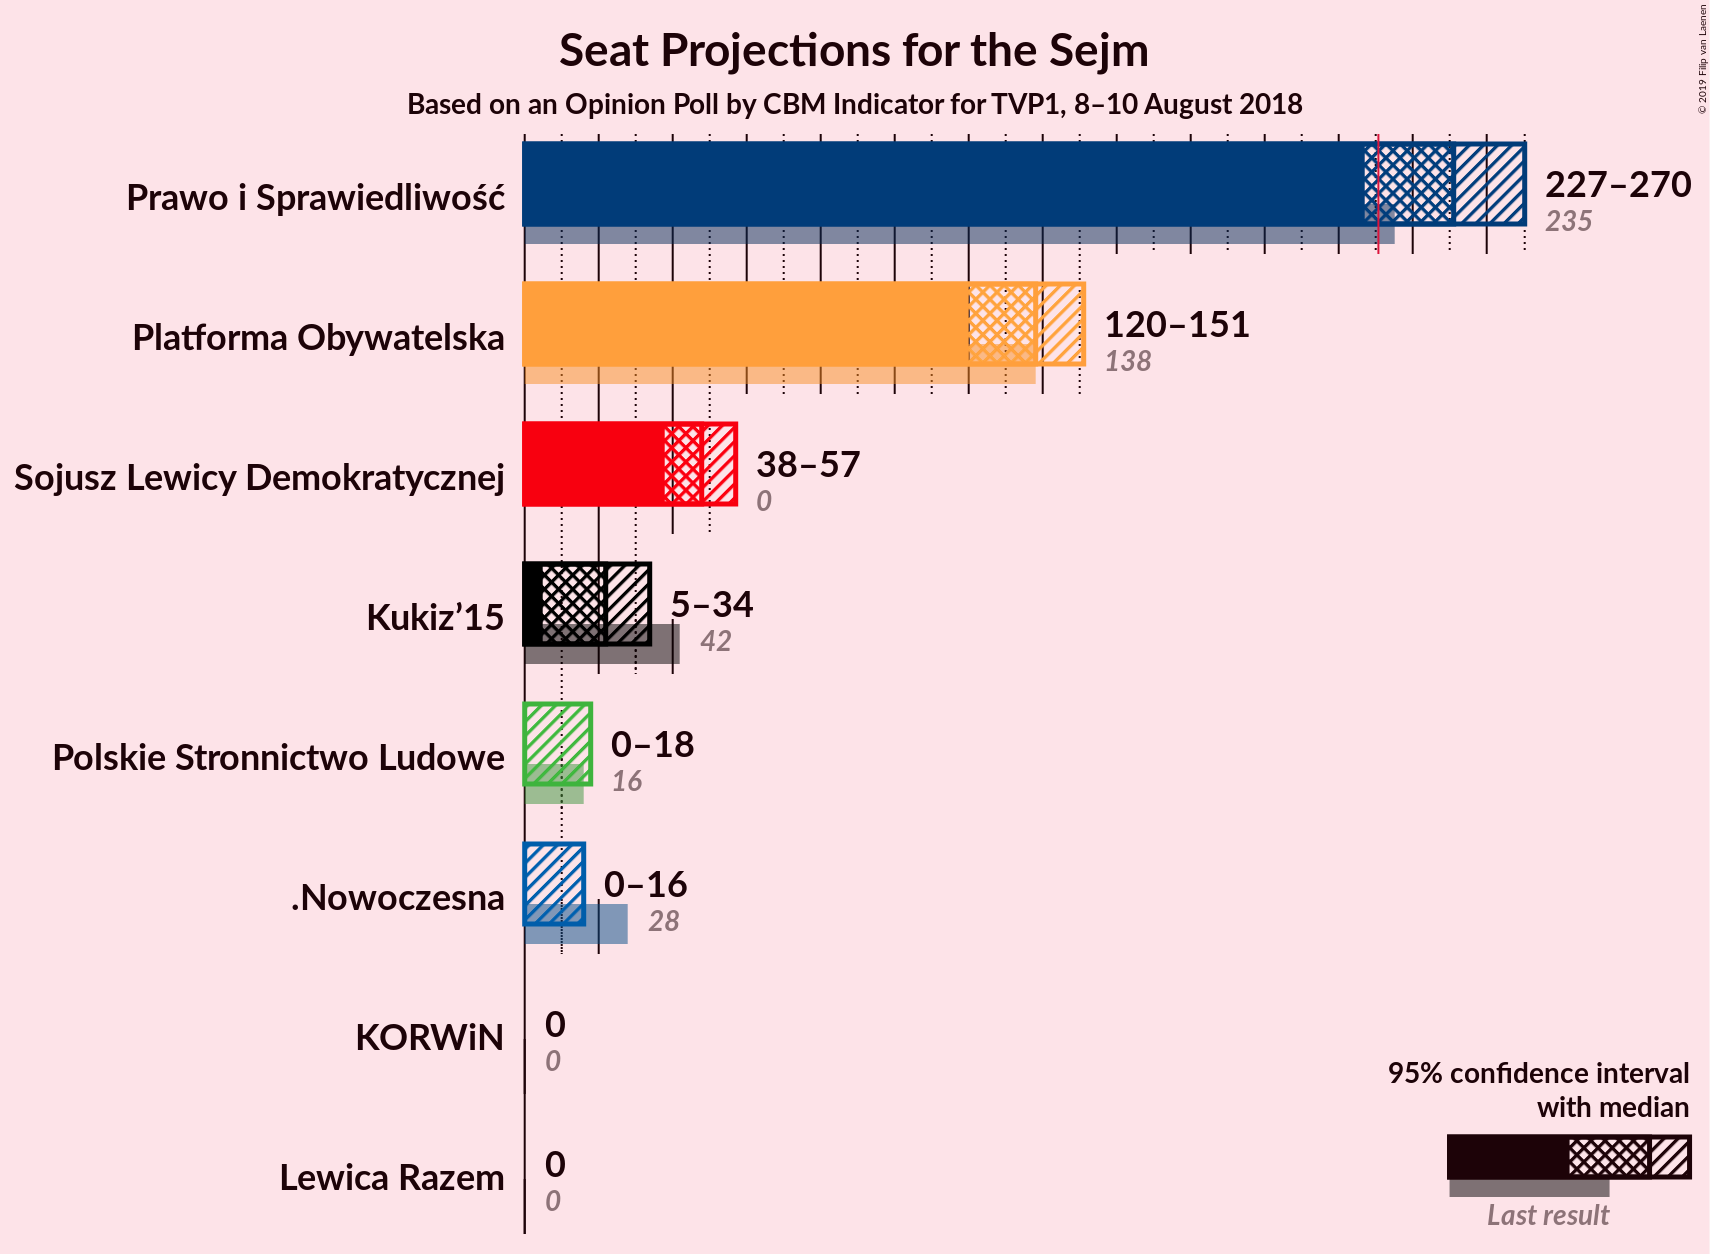 Seat Projections for the Sejm
Based on an Opinion Poll by CBM Indicator for TVP1, 8–10 August 2018
© 2019 Filip van Laenen
Prawo i Sprawiedliwość
227–270
235
Platforma Obywatelska
120–151
138
Sojusz Lewicy Demokratycznej
38–57
0
Kukiz’15
5–34
42
Polskie Stronnictwo Ludowe
0–18
16
.Nowoczesna
0–16
28
KORWiN
0
0
Lewica Razem
0
0
95% confidence interval
with median
Last result